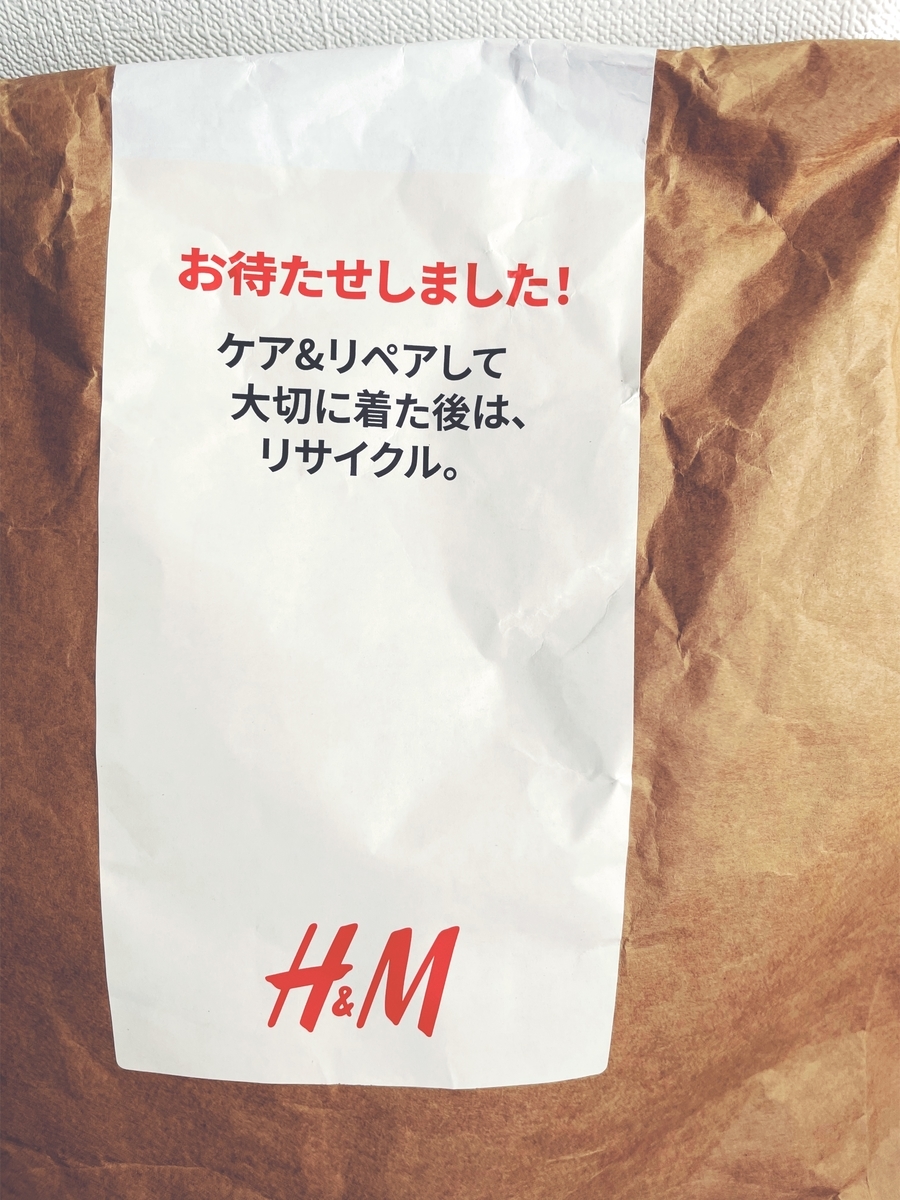 お待たせしました!
ケア&リペアして
大切に着た後は、
リサイクル。
H&M